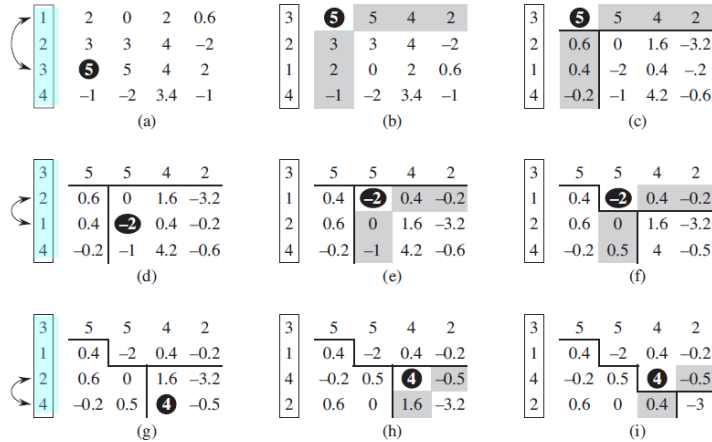 1 2 0 2 0.6
2 3 3 4 –2
3 5 5 4 2
4 –1 –2 3.4 –1
(a)
3 5 5 4 2
2 3 3 4 –2
1 2 0 2 0.6
4 –1 –2 3.4 –1
(b)
3 5 5 4 2
2 0.6 0 1.6 –3.2
1 0.4 –2 0.4 –.2
4 –0.2 –1 4.2 –0.6
(c)
3 5 5 4 2
2 0.6 0 1.6 –3.2
1 0.4 –2 0.4 –0.2
4 –0.2 –1 4.2 –0.6
(d)
3 5 5 4 2
1 0.4 –2 0.4 –0.2
2 0.6 0 1.6 –3.2
4 –0.2 –1 4.2 –0.6
(e)
3 5 5 4 2
1 0.4 –2 0.4 –0.2
2 0.6 0 1.6 –3.2
4 –0.2 0.5 4 –0.5
(f)
3 5 5 4 2
1 0.4 –2 0.4 –0.2
2 0.6 0 1.6 –3.2
4 –0.2 0.5 4 –0.5
(g)
3 5 5 4 2
1 0.4 –2 0.4 –0.2
4 –0.2 0.5 4 –0.5
2 0.6 0 1.6 –3.2
(h)
3 5 5 4 2
1 0.4 –2 0.4 –0.2
4 –0.2 0.5 4 –0.5
2 0.6 0 0.4 –3
(i)